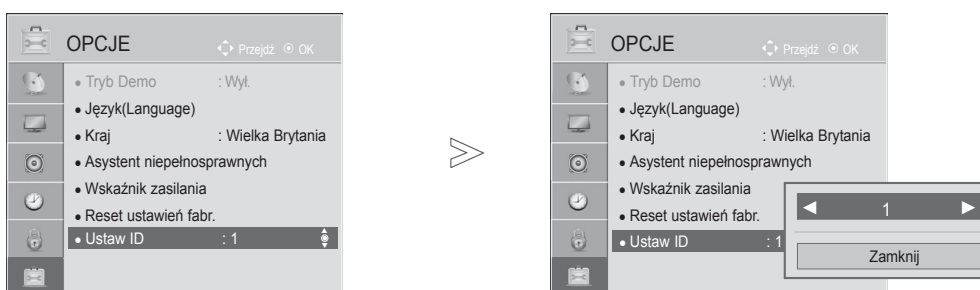 OPCJE Przejdź OK
• Tryb Demo : Wył.
• Język(Language)
• Kraj : Wielka Brytania
• Asystent niepełnosprawnych
• Wskaźnik zasilania
• Reset ustawień fabr.
• Ustaw ID : 1
OPCJE Przejdź OK
• Tryb Demo : Wył.
• Język(Language)
• Kraj : Wielka Brytania
• Asystent niepełnosprawnych
• Wskaźnik zasilania
• Reset ustawień fabr.
• Ustaw ID : 1
◄ 1 ►
Zamknij